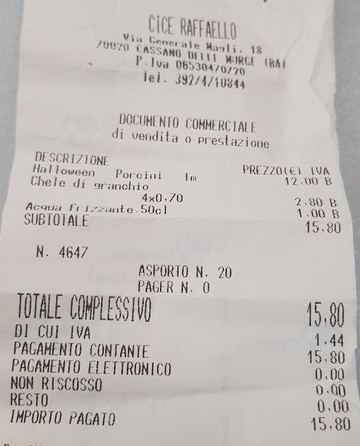 CICE RAFFAELLO
Via Generale Magli, 18
70020 CASSANO DELLE MURGE (BA)
P.Iva 06530470720
Tel. 392/4710844
DOCUMENTO COMMERCIALE
di vendita o prestazione
DESCRIZIONE PREZZO(€) IVA
Halloween Porcini 1m 12.00 B
Chele di granchio
4x0.70 2.80 B
Acqua frizzante 50cl 1.00 B
SUBTOTALE 15.80
N. 4647
ASPORTO N. 20
PAGER N. 0
TOTALE COMPLESSIVO 15,80
DI CUI IVA 1.44
PAGAMENTO CONTANTE 15.80
PAGAMENTO ELETTRONICO 0.00
NON RISCOSSO 0.00
RESTO 0.00
IMPORTO PAGATO 15.80